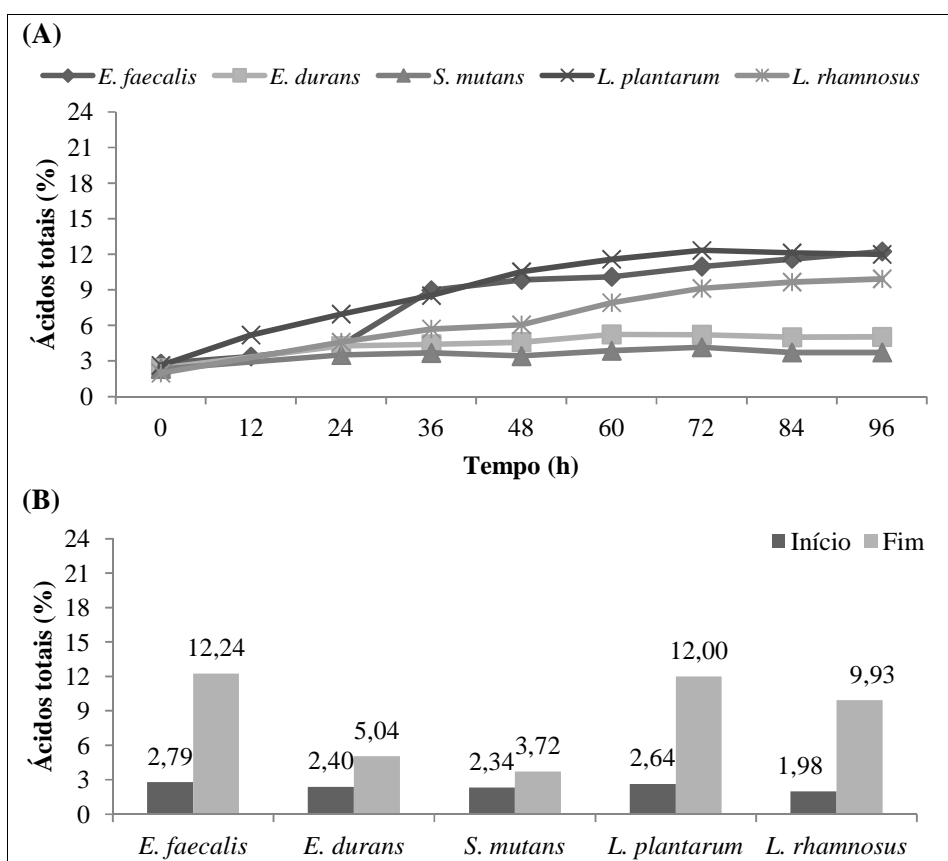 (A)
E. faecalis E. durans S. mutans L. plantarum L. rhamnosus
24
21
18
15
12
9
6
3
0
Ácidos totais (%)
0 12 24 36 48 60 72 84 96
Tempo (h)
(B)
Início Fim
24
21
18
15
12
9
6
3
0
Ácidos totais (%)
2,79 12,24 2,40 5,04 2,34 3,72 2,64 12,00 1,98 9,93
E. faecalis E. durans S. mutans L. plantarum L. rhamnosus